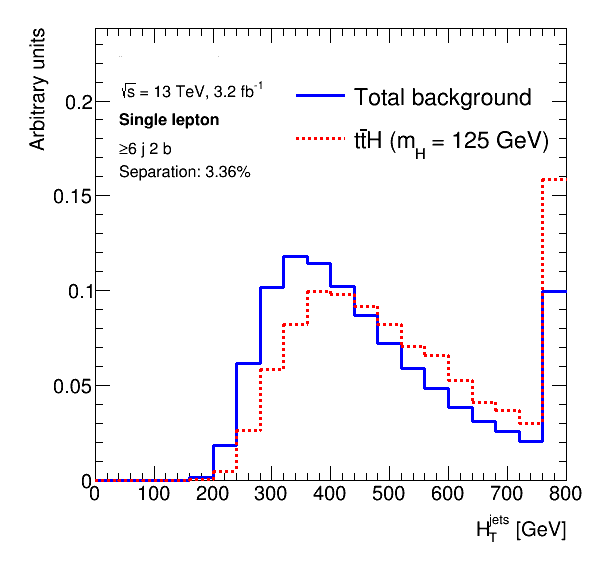 Arbitrary units
√s = 13 TeV, 3.2 fb⁻¹
Single lepton
≥6 j 2 b
Separation: 3.36%
Total background
tt̄H (m_H = 125 GeV)
0.2
0.15
0.1
0.05
0
0 100 200 300 400 500 600 700 800
H_T^jets [GeV]